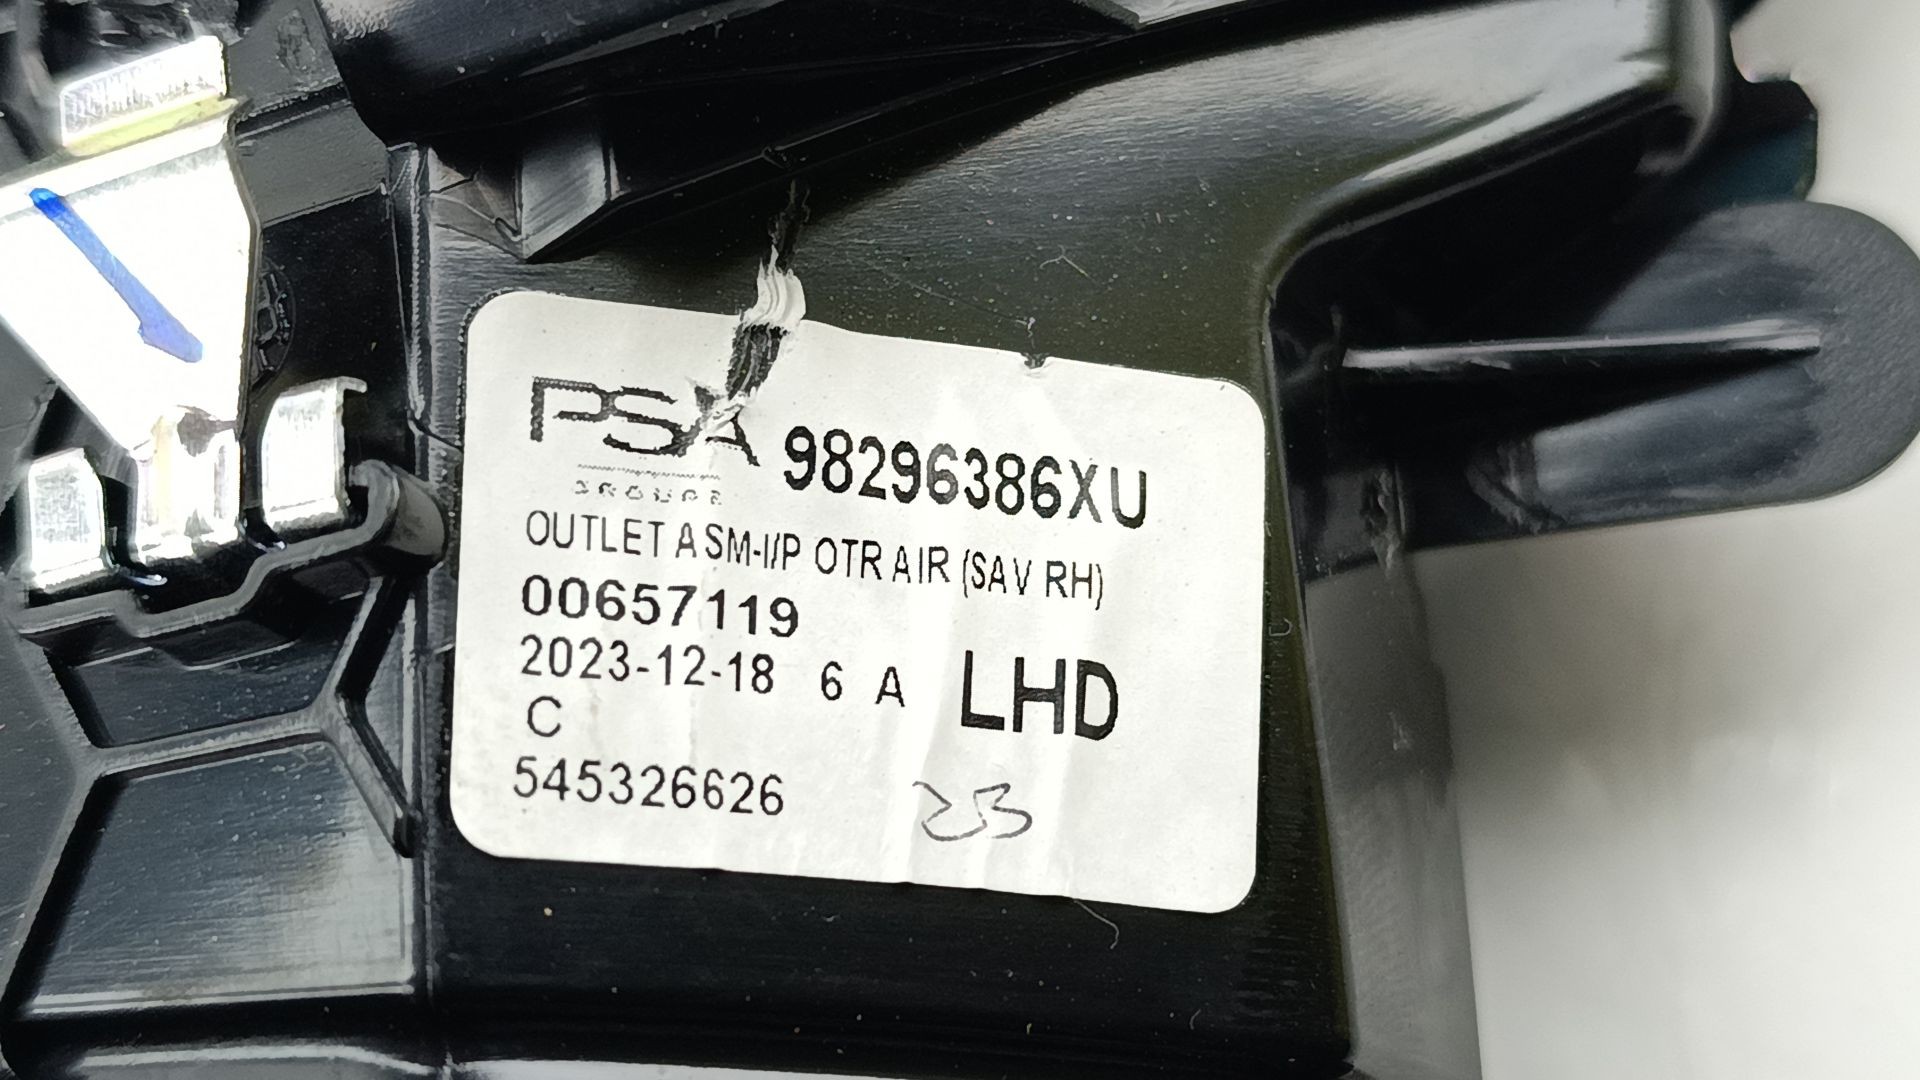 PSA 98296386XU
GROUPE
OUTLET ASM-I/P OTR AIR (SAV RH)
00657119
2023-12-18 6 A LHD
C
545326626
23